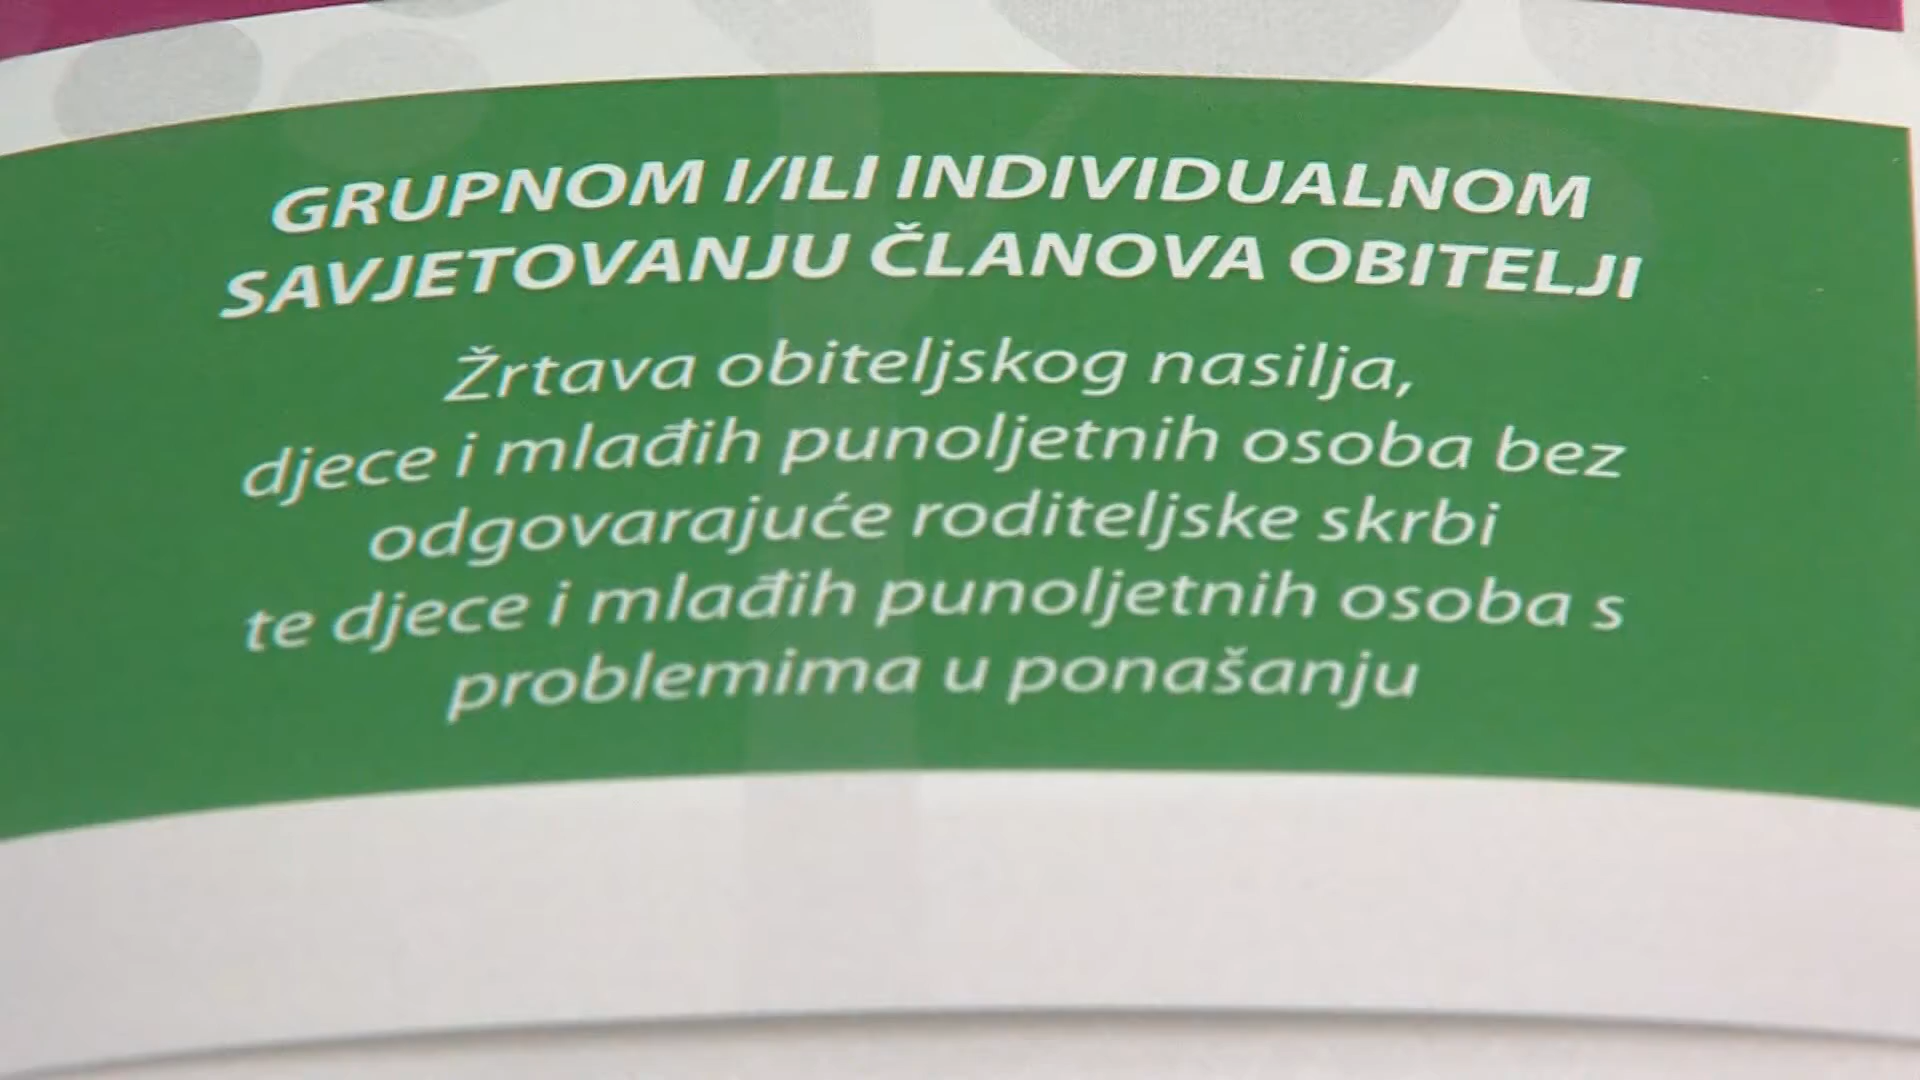 GRUPNOM I/ILI INDIVIDUALNOM
SAVJETOVANJU ČLANOVA OBITELJI
Žrtava obiteljskog nasilja,
djece i mlađih punoljetnih osoba bez
odgovarajuće roditeljske skrbi
te djece i mlađih punoljetnih osoba s
problemima u ponašanju